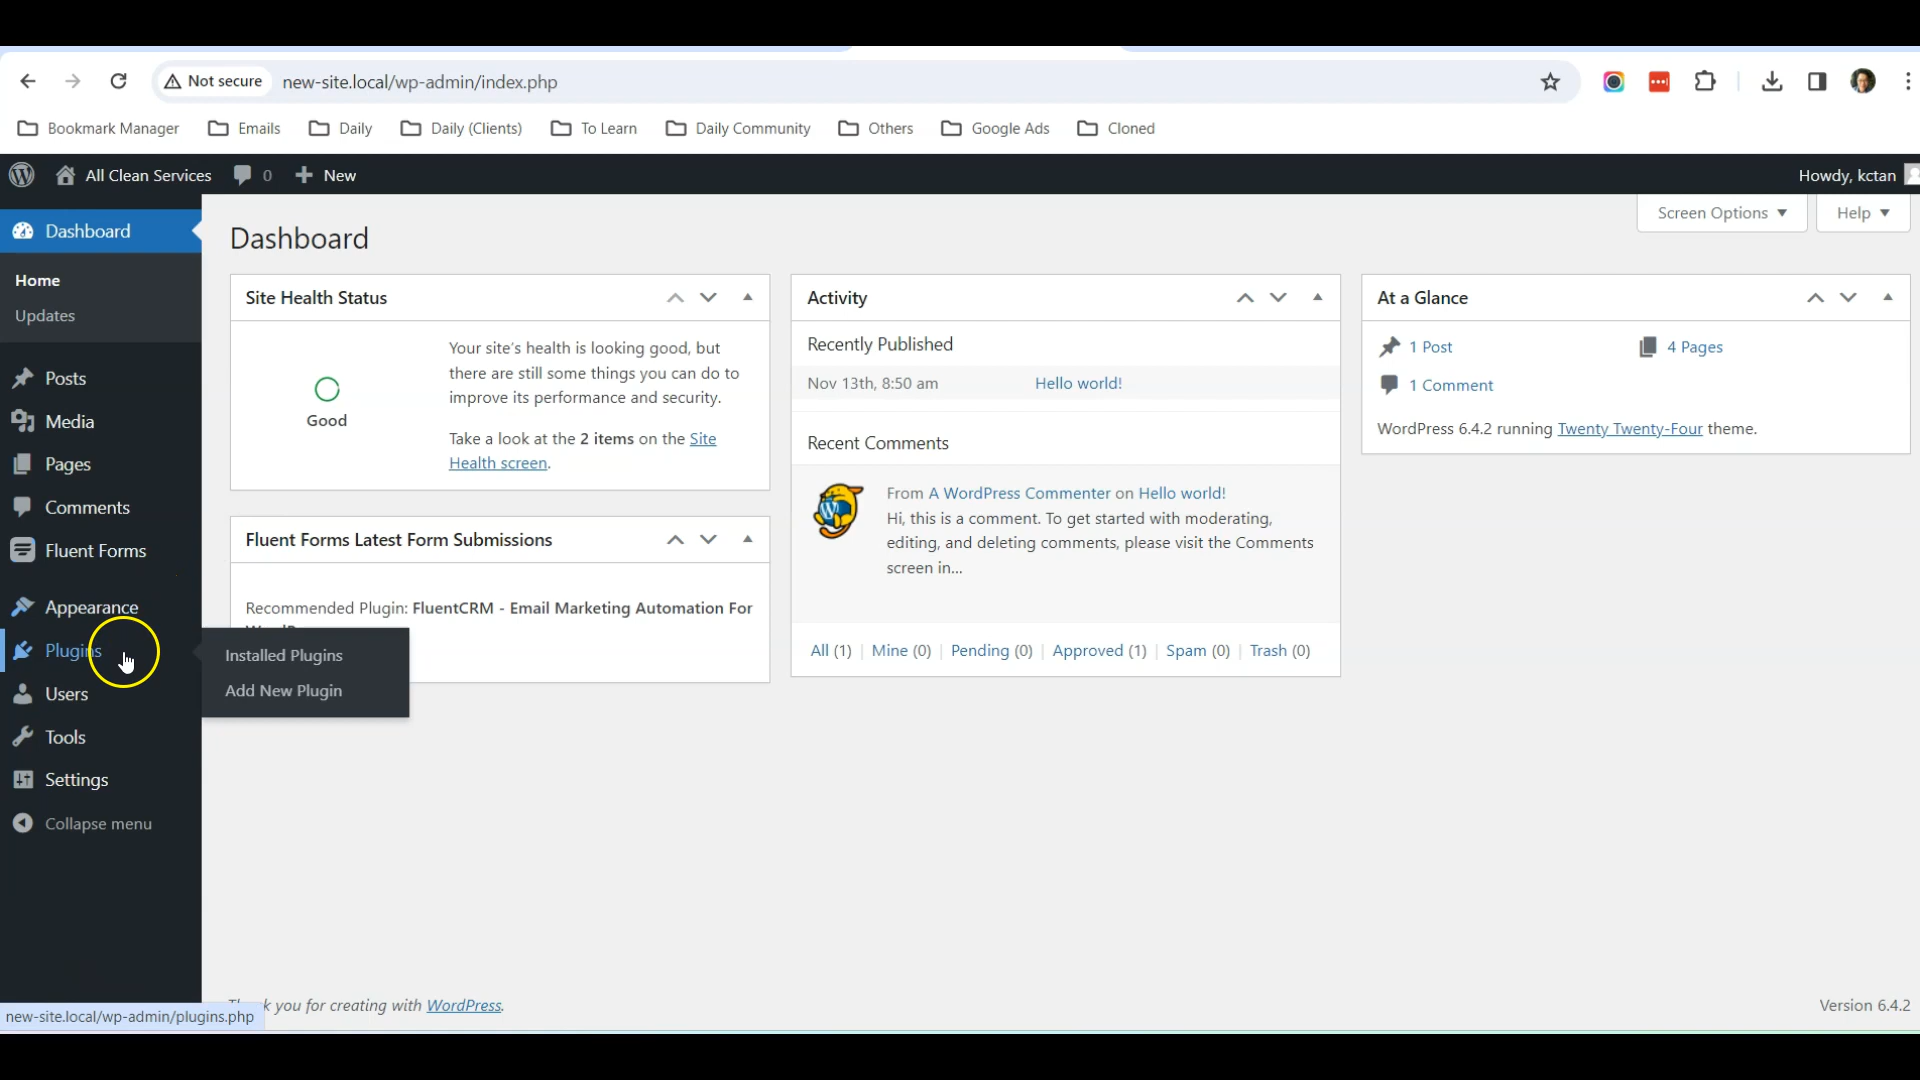 Not secure new-site.local/wp-admin/index.php
Bookmark Manager Emails Daily Daily (Clients) To Learn Daily Community Others Google Ads Cloned
All Clean Services 0 New Howdy, kctan
Dashboard
Home
Updates
Posts
Media
Pages
Comments
Fluent Forms
Appearance
Plugins
Users
Tools
Settings
Collapse menu
Installed Plugins
Add New Plugin
Screen Options Help
Dashboard
Site Health Status
Good
Your site's health is looking good, but
there are still some things you can do to
improve its performance and security.
Take a look at the 2 items on the Site
Health screen.
Fluent Forms Latest Form Submissions
Recommended Plugin: FluentCRM - Email Marketing Automation For
Activity
Recently Published
Nov 13th, 8:50 am Hello world!
Recent Comments
From A WordPress Commenter on Hello world!
Hi, this is a comment. To get started with moderating,
editing, and deleting comments, please visit the Comments
screen in...
All (1) Mine (0) Pending (0) Approved (1) Spam (0) Trash (0)
At a Glance
1 Post 4 Pages
1 Comment
WordPress 6.4.2 running Twenty Twenty-Four theme.
you for creating with WordPress.
Version 6.4.2
new-site.local/wp-admin/plugins.php